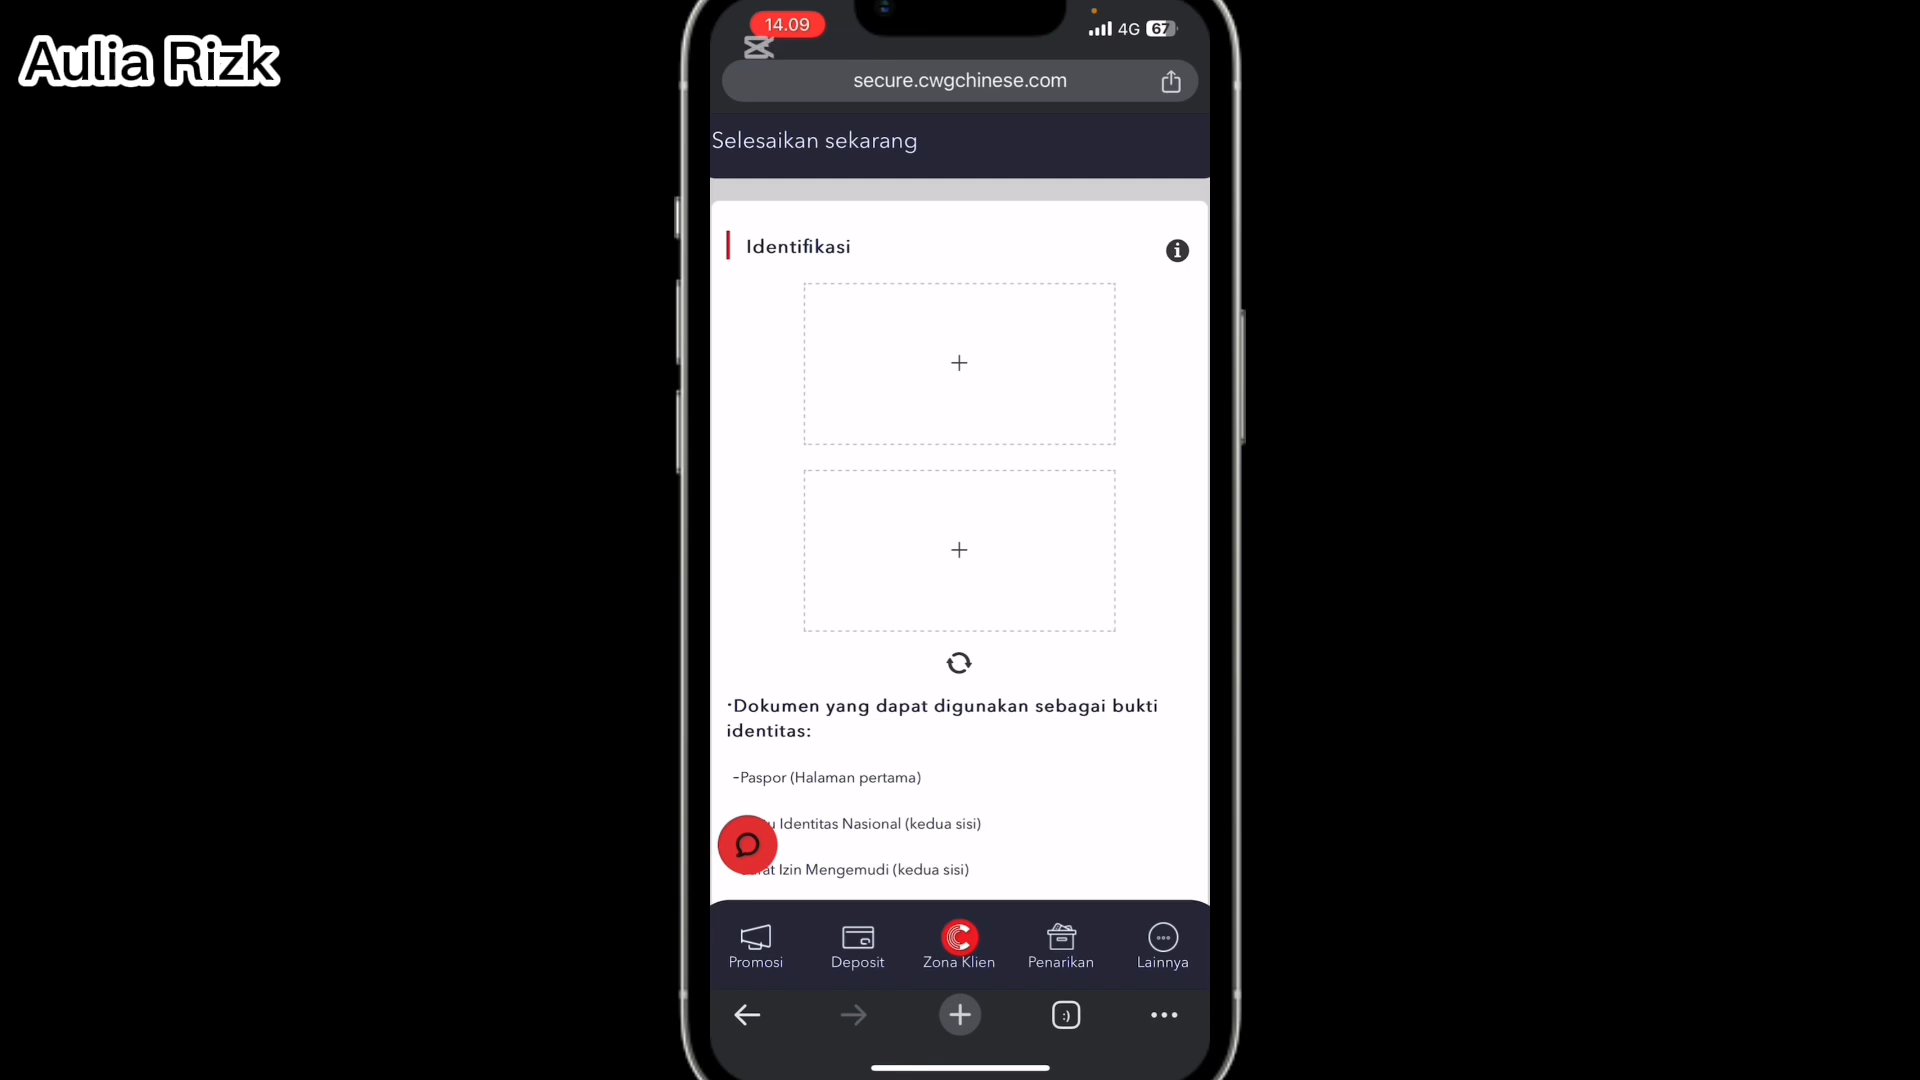 Aulia Rizk
14.09
4G
67
secure.cwgchinese.com
Selesaikan sekarang
Identifikasi
·Dokumen yang dapat digunakan sebagai bukti
identitas:
-Paspor (Halaman pertama)
Identitas Nasional (kedua sisi)
Izin Mengemudi (kedua sisi)
Promosi
Deposit
Zona Klien
Penarikan
Lainnya
:)